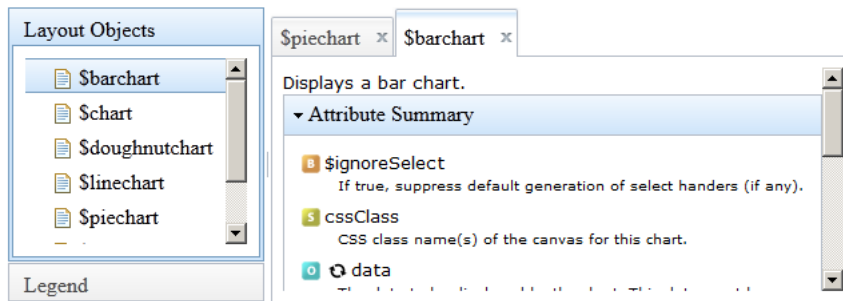 Layout Objects
$barchart
$chart
$doughnutchart
$linechart
$piechart
Legend
$piechart x
$barchart x
Displays a bar chart.
Attribute Summary
B $ignoreSelect
If true, suppress default generation of select handers (if any).
S cssClass
CSS class name(s) of the canvas for this chart.
O data